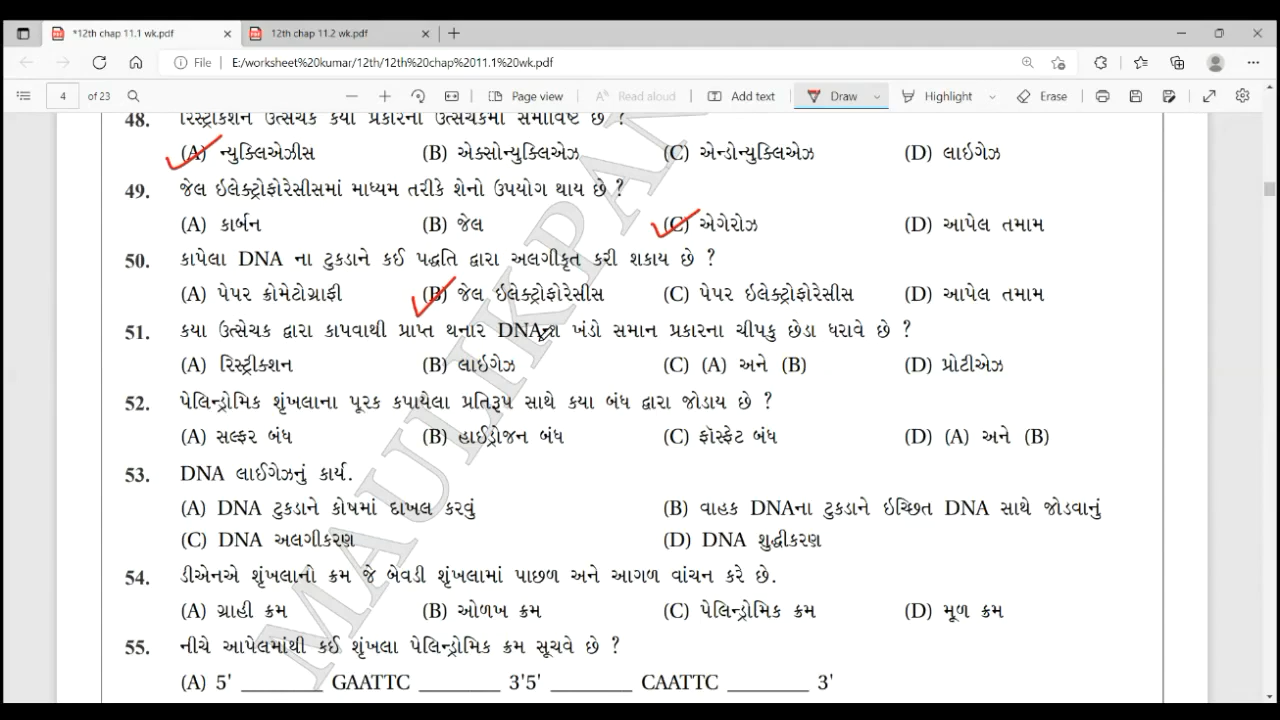 *12th chap 11.1 wk.pdf
12th chap 11.2 wk.pdf
File
E:/worksheet%20kumar/12th/12th%20chap%2011.1%20wk.pdf
4 of 23
Page view
Read aloud
Add text
Draw
Highlight
Erase
48. રિસ્ટ્રીકશન ઉત્સેચક કયા પ્રકારના ઉત્સેચકમાં સમાવિષ્ટ છે ?
(A) ન્યુક્લિએઝીસ (B) એક્સોન્યુક્લિએઝ (C) એન્ડોન્યુક્લિએઝ (D) લાઇગેઝ
49. જેલ ઇલેક્ટ્રોફોરેસીસમાં માધ્યમ તરીકે શેનો ઉપયોગ થાય છે ?
(A) કાર્બન (B) જેલ (C) એગેરોઝ (D) આપેલ તમામ
50. કાપેલા DNA ના ટુકડાને કઈ પદ્ધતિ દ્વારા અલગીકૃત કરી શકાય છે ?
(A) પેપર ક્રોમેટોગ્રાફી (B) જેલ ઇલેક્ટ્રોફોરેસીસ (C) પેપર ઇલેક્ટ્રોફોરેસીસ (D) આપેલ તમામ
51. કયા ઉત્સેચક દ્વારા કાપવાથી પ્રાપ્ત થનાર DNAના ખંડો સમાન પ્રકારના ચીપકુ છેડા ધરાવે છે ?
(A) રિસ્ટ્રીક્શન (B) લાઇગેઝ (C) (A) અને (B) (D) પ્રોટીએઝ
52. પેલિન્ડ્રોમિક શૃંખલાના પૂરક કપાયેલા પ્રતિરૂપ સાથે કયા બંધ દ્વારા જોડાય છે ?
(A) સલ્ફર બંધ (B) હાઈડ્રોજન બંધ (C) ફૉસ્ફેટ બંધ (D) (A) અને (B)
53. DNA લાઈગેઝનું કાર્ય.
(A) DNA ટુકડાને કોષમાં દાખલ કરવું (B) વાહક DNAના ટુકડાને ઇચ્છિત DNA સાથે જોડવાનું
(C) DNA અલગીકરણ (D) DNA શુદ્ધીકરણ
54. ડીએનએ શૃંખલાનો ક્રમ જે બેવડી શૃંખલામાં પાછળ અને આગળ વાંચન કરે છે.
(A) ગ્રાહી ક્રમ (B) ઓળખ ક્રમ (C) પેલિન્ડ્રોમિક ક્રમ (D) મૂળ ક્રમ
55. નીચે આપેલમાંથી કઈ શૃંખલા પેલિન્ડ્રોમિક ક્રમ સૂચવે છે ?
(A) 5' ________ GAATTC ________ 3'5' ________ CAATTC ________ 3'
MAULIKPAN